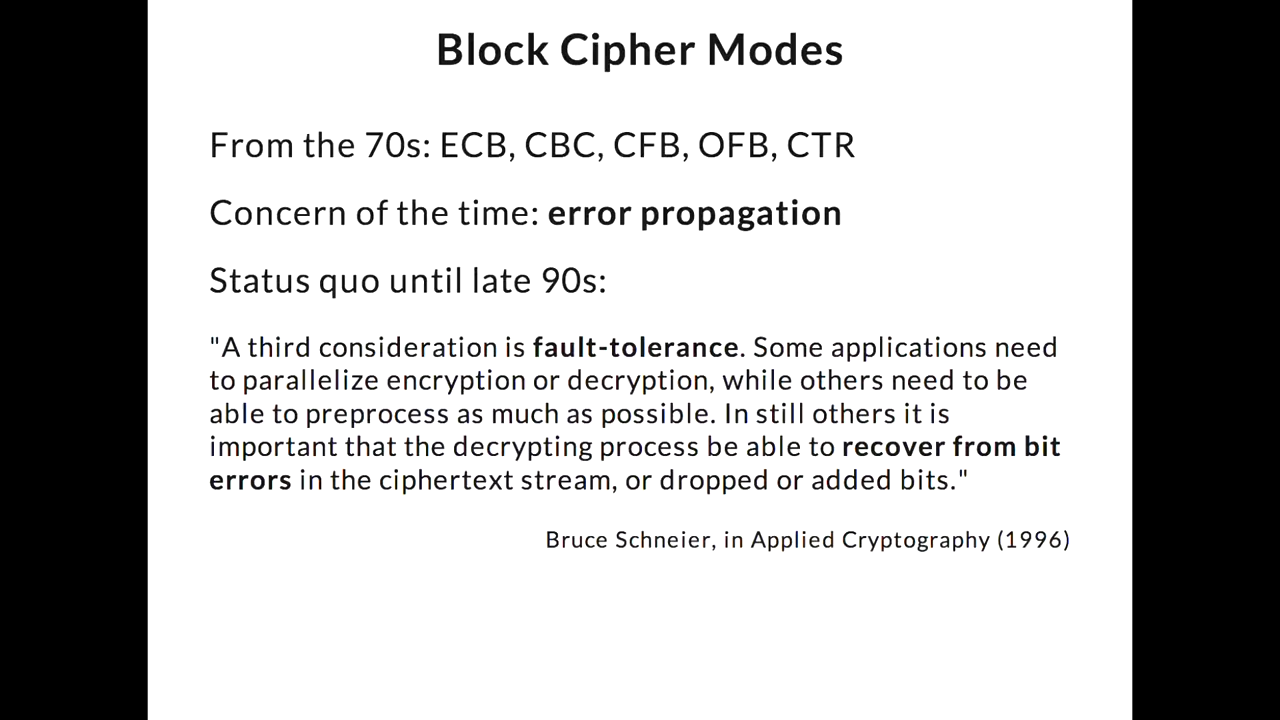 Block Cipher Modes
From the 70s: ECB, CBC, CFB, OFB, CTR
Concern of the time: error propagation
Status quo until late 90s:
"A third consideration is fault-tolerance. Some applications need
to parallelize encryption or decryption, while others need to be
able to preprocess as much as possible. In still others it is
important that the decrypting process be able to recover from bit
errors in the ciphertext stream, or dropped or added bits."
Bruce Schneier, in Applied Cryptography (1996)